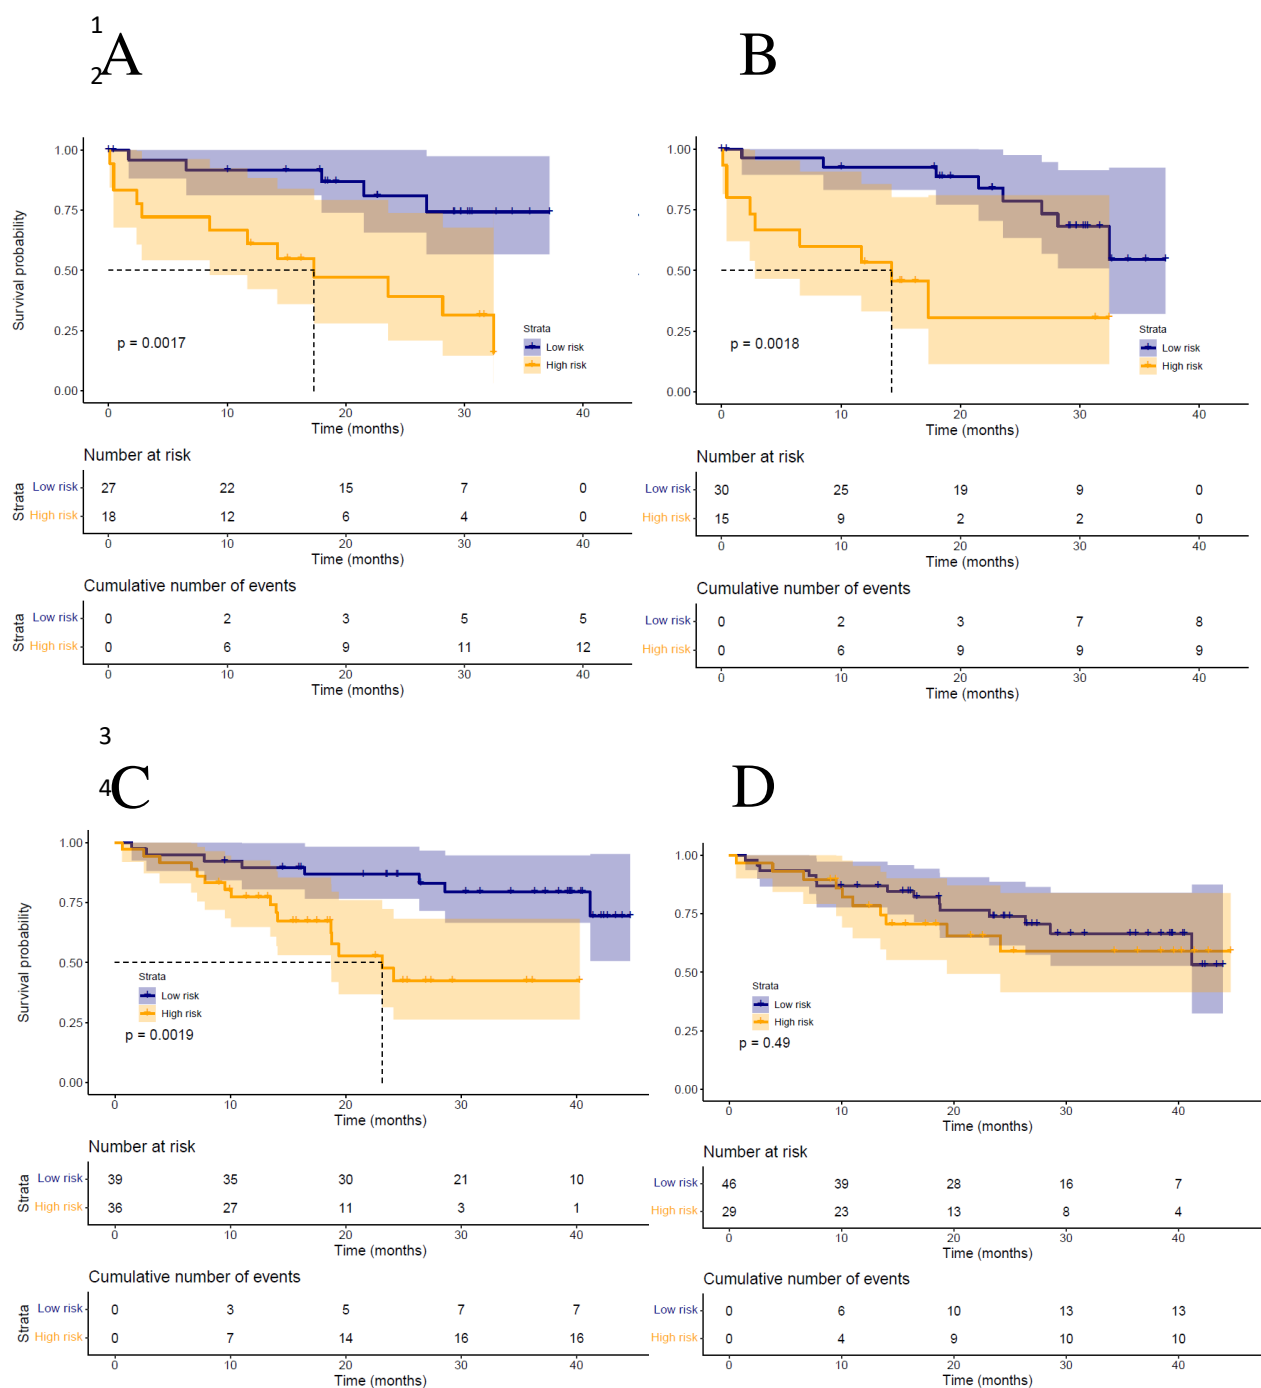 1
2
A
B
Survival probability
1.00
0.75
0.50
0.25
0.00
p = 0.0017
Strata
Low risk
High risk
0 10 20 30 40
Time (months)
Number at risk
Strata
Low risk 27 22 15 7 0
High risk 18 12 6 4 0
0 10 20 30 40
Time (months)
Cumulative number of events
Strata
Low risk 0 2 3 5 5
High risk 0 6 9 11 12
0 10 20 30 40
Time (months)
1.00
0.75
0.50
0.25
0.00
p = 0.0018
Strata
Low risk
High risk
0 10 20 30 40
Time (months)
Number at risk
Low risk 30 25 19 9 0
High risk 15 9 2 2 0
0 10 20 30 40
Time (months)
Cumulative number of events
Low risk 0 2 3 7 8
High risk 0 6 9 9 9
0 10 20 30 40
Time (months)
3
4
C
D
Survival probability
1.00
0.75
0.50
0.25
0.00
Strata
Low risk
High risk
p = 0.0019
0 10 20 30 40
Time (months)
Number at risk
Strata
Low risk 39 35 30 21 10
High risk 36 27 11 3 1
0 10 20 30 40
Time (months)
Cumulative number of events
Strata
Low risk 0 3 5 7 7
High risk 0 7 14 16 16
0 10 20 30 40
Time (months)
1.00
0.75
0.50
0.25
0.00
Strata
Low risk
High risk
p = 0.49
0 10 20 30 40
Time (months)
Number at risk
Low risk 46 39 28 16 7
High risk 29 23 13 8 4
0 10 20 30 40
Time (months)
Cumulative number of events
Low risk 0 6 10 13 13
High risk 0 4 9 10 10
0 10 20 30 40
Time (months)